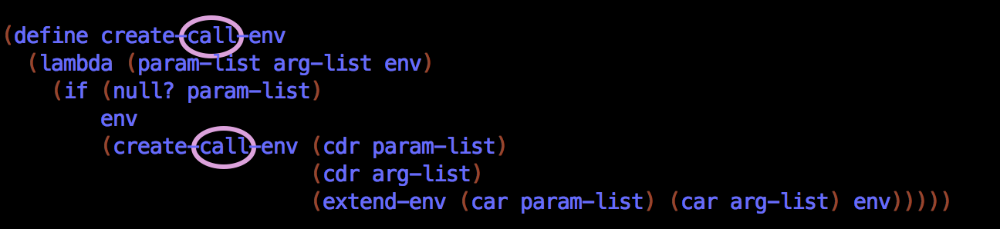 (define create-call-env
(lambda (param-list arg-list env)
(if (null? param-list)
env
(create-call-env (cdr param-list)
(cdr arg-list)
(extend-env (car param-list) (car arg-list) env)))))